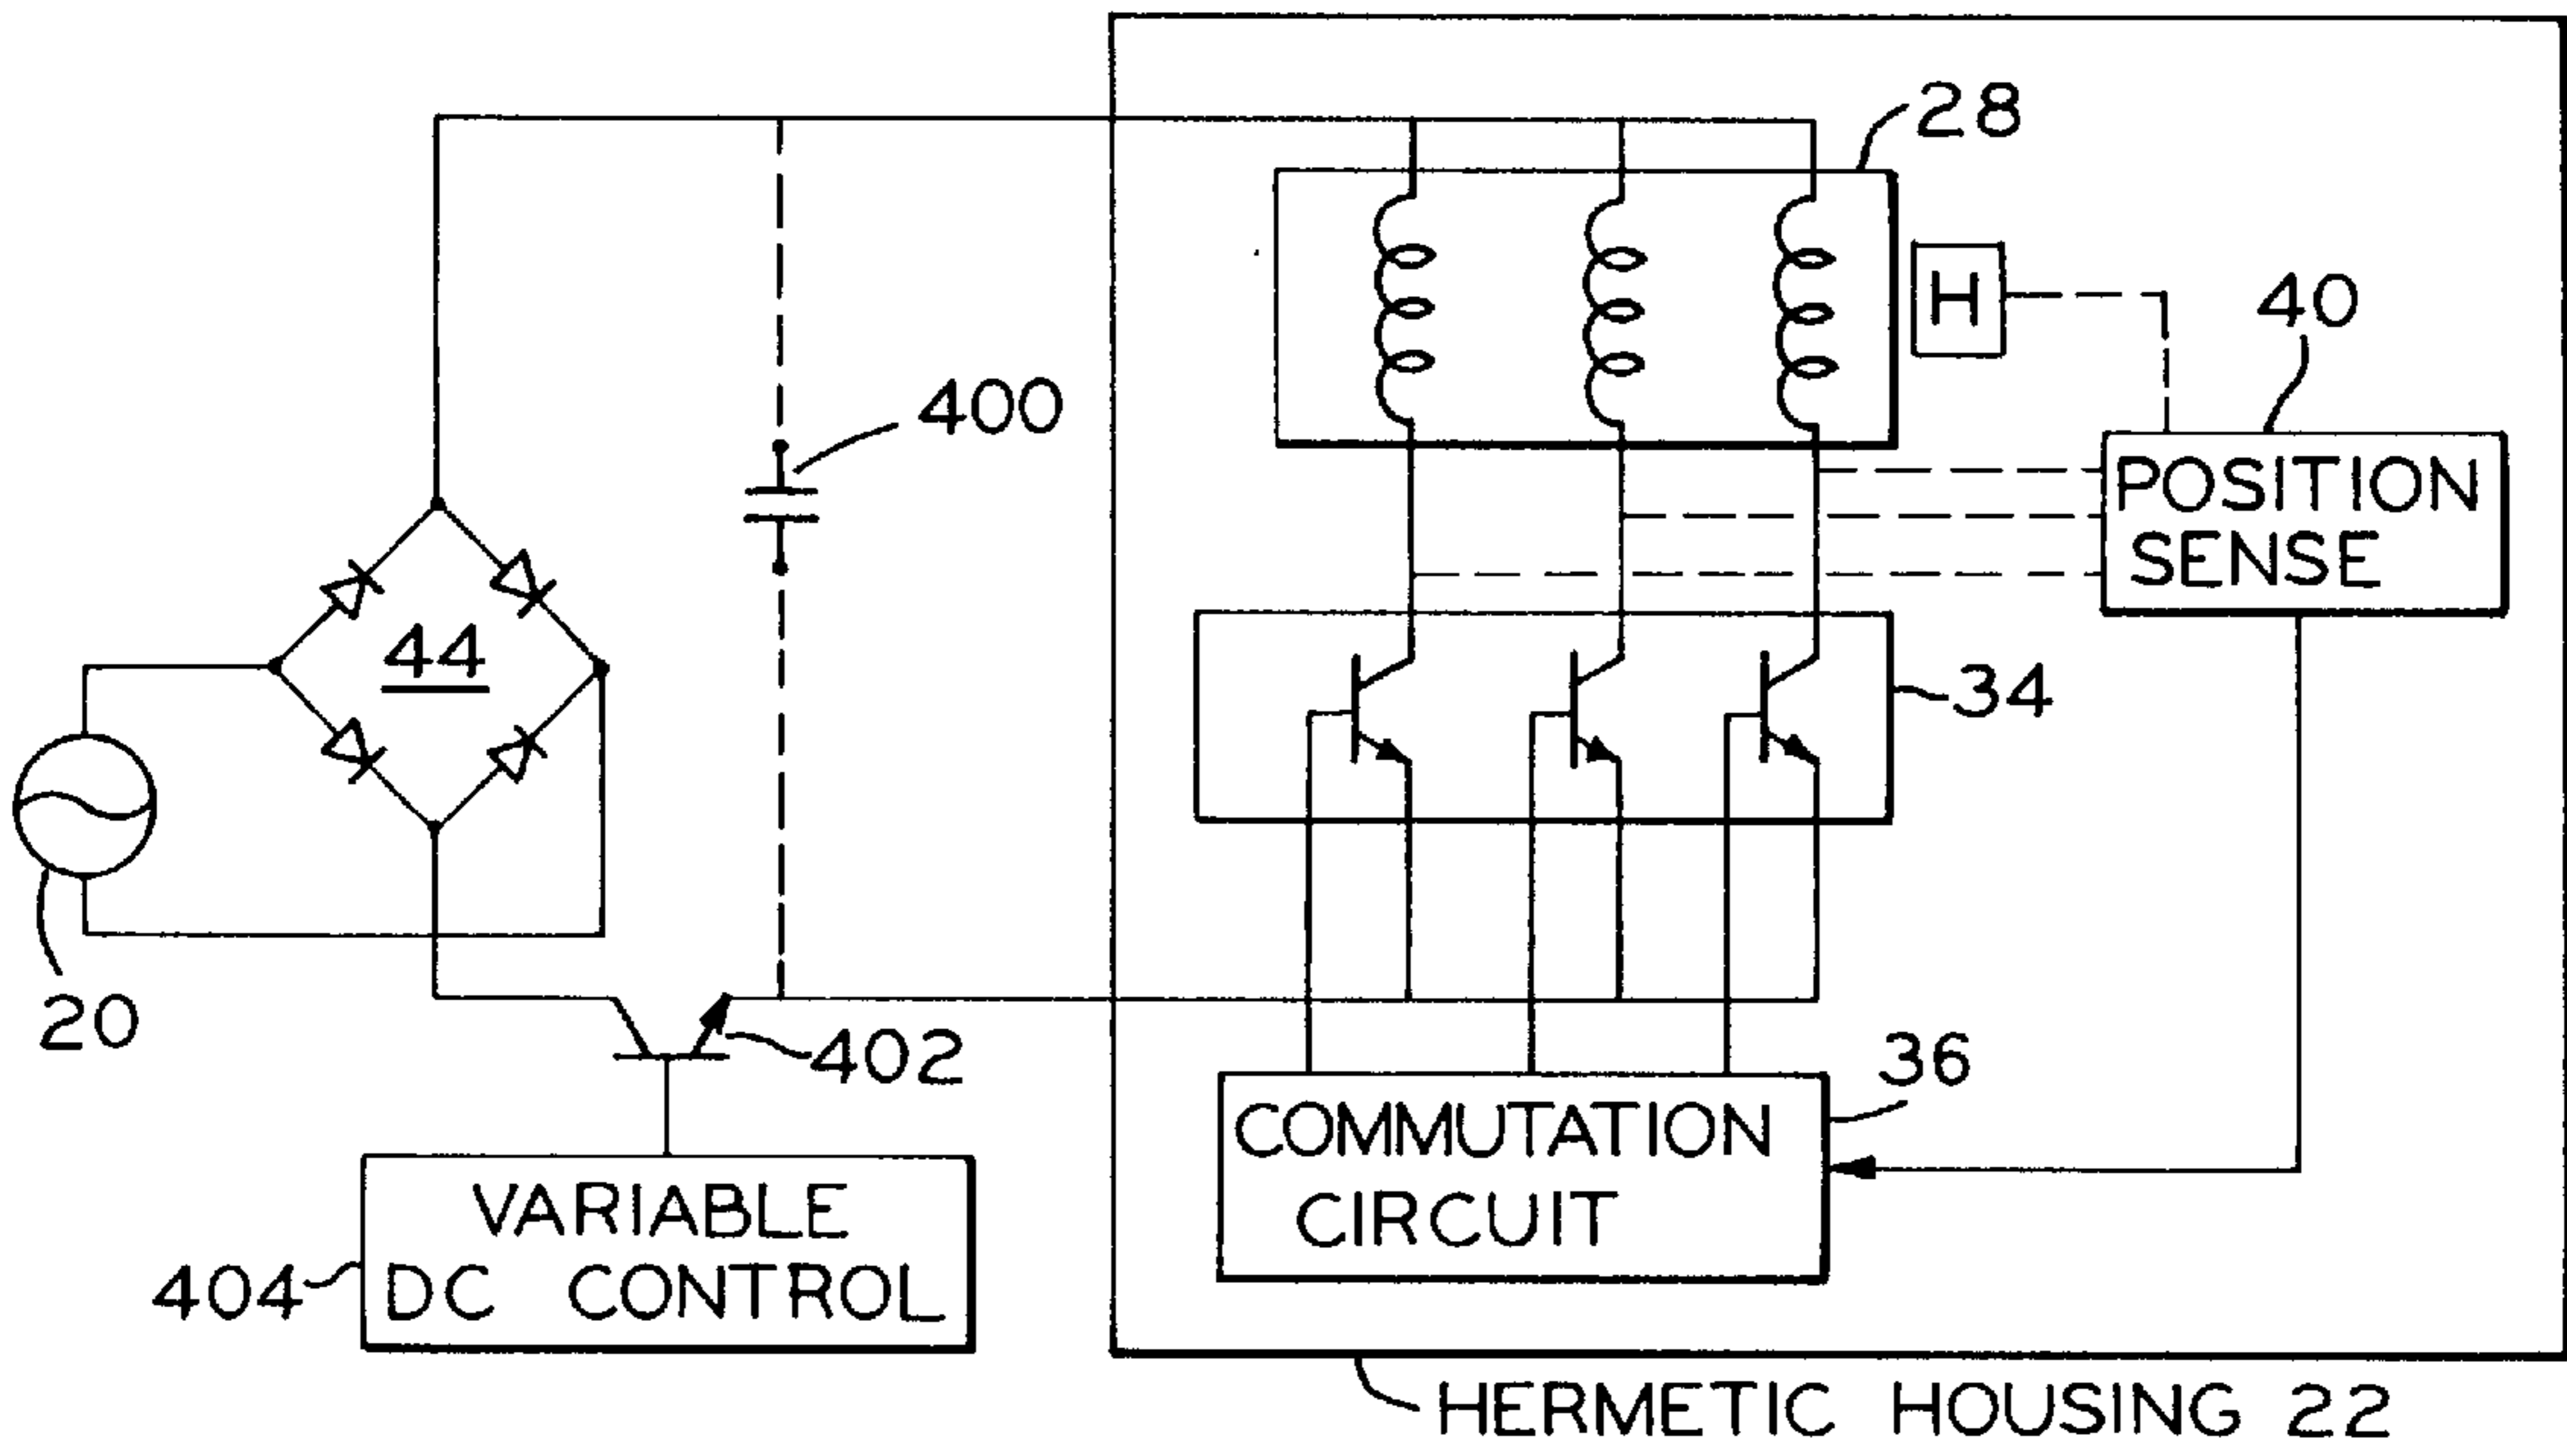 28
H
40
400
POSITION
SENSE
44
34
20
402
36
COMMUTATION
CIRCUIT
VARIABLE
DC CONTROL
404
HERMETIC HOUSING 22